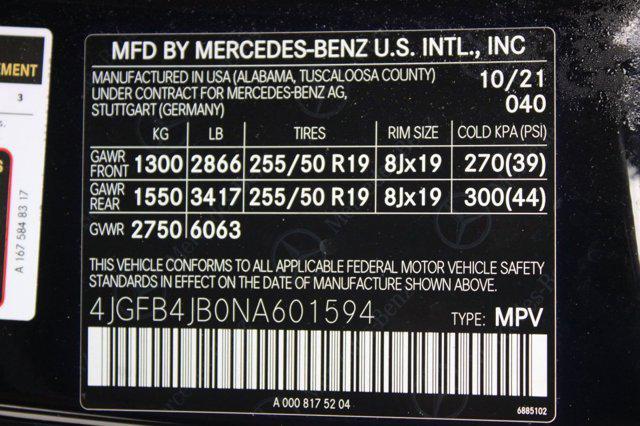 EMENT
3
s.
A 167 584 83 17
MFD BY MERCEDES-BENZ U.S. INTL., INC
MANUFACTURED IN USA (ALABAMA, TUSCALOOSA COUNTY) 10/21
UNDER CONTRACT FOR MERCEDES-BENZ AG, 040
STUTTGART (GERMANY)
KG LB TIRES RIM SIZE COLD KPA (PSI)
GAWR FRONT 1300 2866 255/50 R19 8Jx19 270(39)
GAWR REAR 1550 3417 255/50 R19 8Jx19 300(44)
GVWR 2750 6063
THIS VEHICLE CONFORMS TO ALL APPLICABLE FEDERAL MOTOR VEHICLE SAFETY
STANDARDS IN EFFECT ON THE DATE OF MANUFACTURE SHOWN ABOVE.
4JGFB4JB0NA601594 TYPE: MPV
A 000 817 52 04
6885102